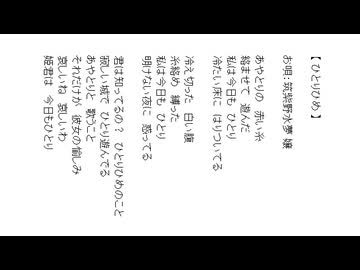 【ひとりひめ】
お唄:筑紫野水夢 嬢
あやとりの　赤い糸
絡ませて　遊んだ
私は今日も　ひとり
冷たい床に　はりついてる
冷え切った　白い腹
糸絡め　縛った
私は今日も　ひとり
明けない夜に　惑ってる
君は知ってるの?　ひとりひめのこと
寂しい城で　ひとり遊んでる
あやとりと　歌うこと
それだけが　彼女の愉しみ
哀しいね　哀しいわ
姫君は　今日もひとり